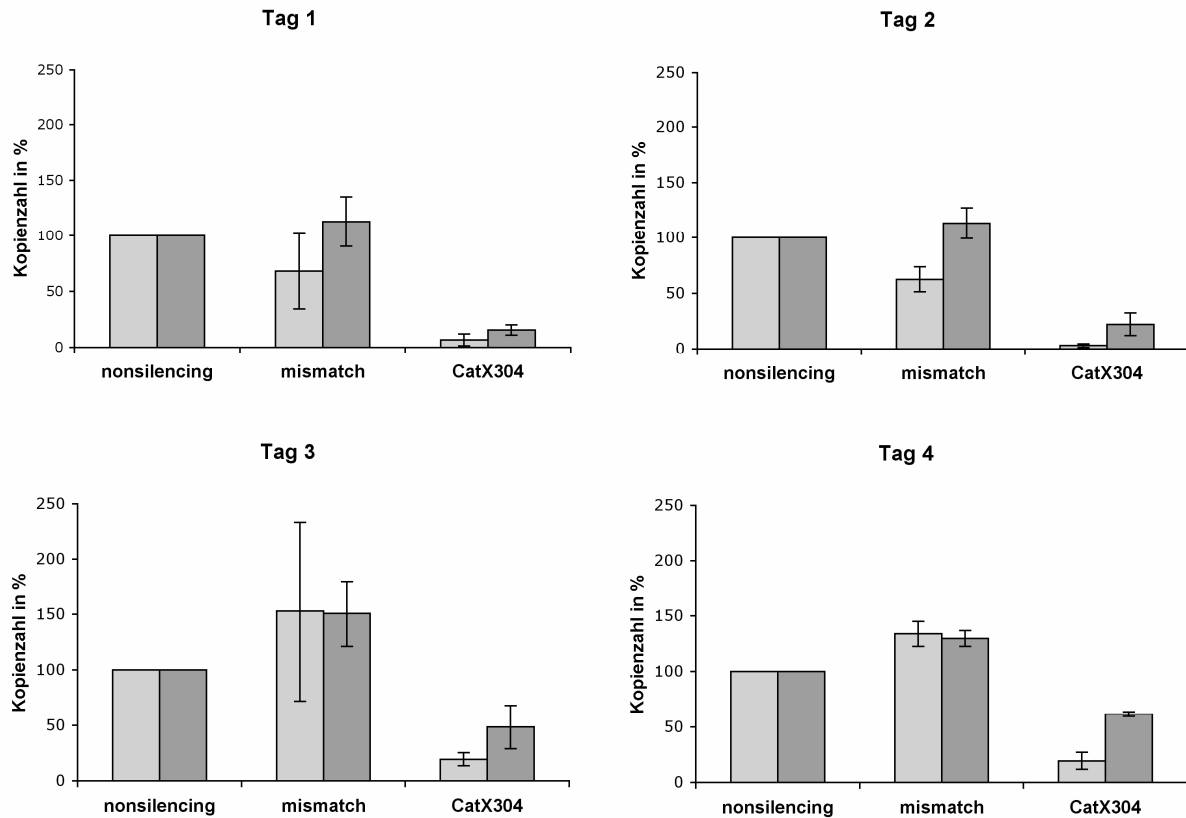 Tag 1
Kopienzahl in %
250
200
150
100
50
0
nonsilencing mismatch CatX304
Tag 2
Kopienzahl in %
250
200
150
100
50
0
nonsilencing mismatch CatX304
Tag 3
Kopienzahl in %
250
200
150
100
50
0
nonsilencing mismatch CatX304
Tag 4
Kopienzahl in %
250
200
150
100
50
0
nonsilencing mismatch CatX304